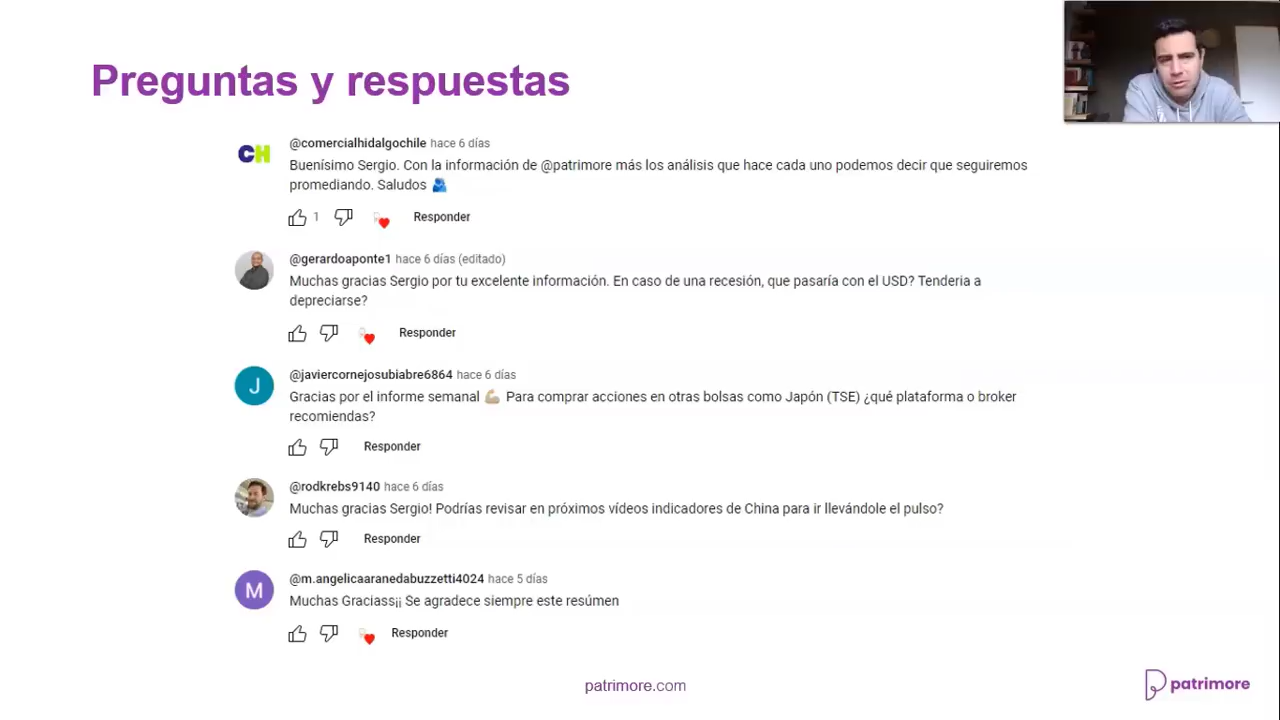 Preguntas y respuestas
CH
@comercialhidalgochile hace 6 días
Buenísimo Sergio. Con la información de @patrimore más los análisis que hace cada uno podemos decir que seguiremos
promediando. Saludos 🫂
1 Responder
@gerardoaponte1 hace 6 días (editado)
Muchas gracias Sergio por tu excelente información. En caso de una recesión, que pasaría con el USD? Tenderia a
depreciarse?
Responder
J
@javiercornejosubiabre6864 hace 6 días
Gracias por el informe semanal 💪🏼 Para comprar acciones en otras bolsas como Japón (TSE) ¿qué plataforma o broker
recomiendas?
Responder
@rodkrebs9140 hace 6 días
Muchas gracias Sergio! Podrías revisar en próximos vídeos indicadores de China para ir llevándole el pulso?
Responder
M
@m.angelicaaranedabuzzetti4024 hace 5 días
Muchas Graciass¡¡ Se agradece siempre este resúmen
Responder
patrimore.com
patrimore